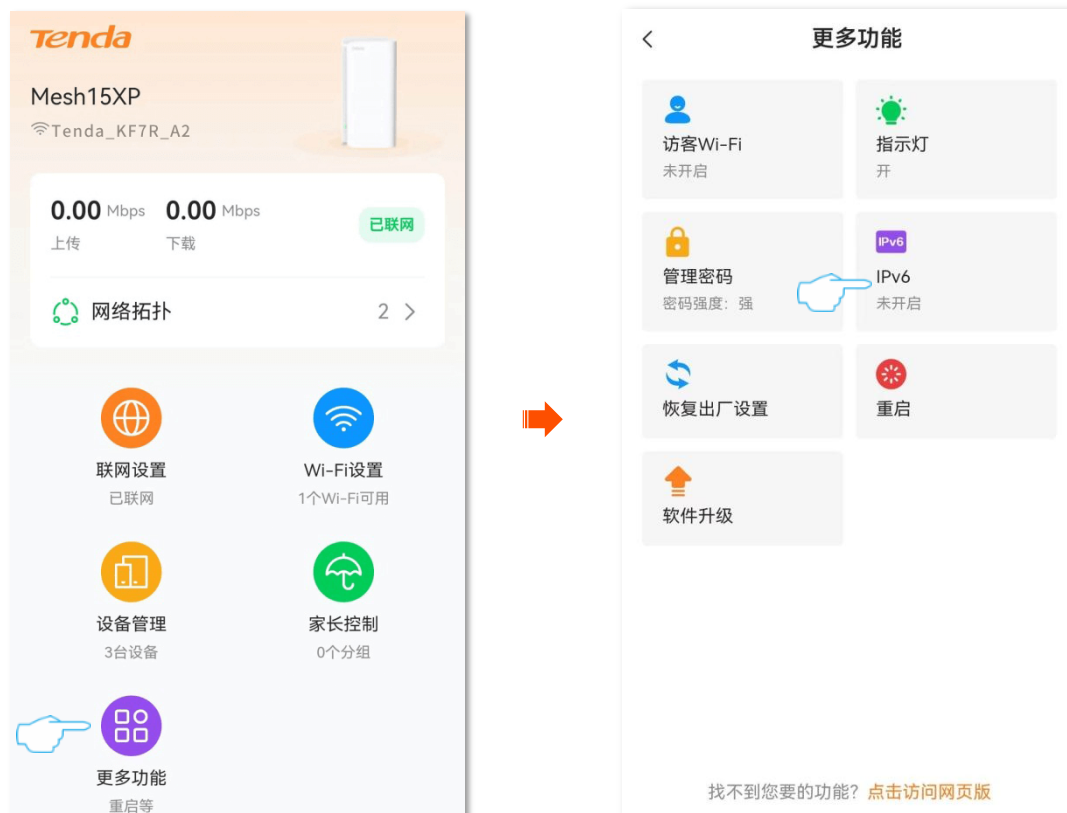 Tenda
Mesh15XP
Tenda_KF7R_A2
0.00 Mbps 0.00 Mbps
上传 下载
已联网
网络拓扑 2
联网设置
已联网
Wi-Fi设置
1个Wi-Fi可用
设备管理
3台设备
家长控制
0个分组
更多功能
重启等
更多功能
访客Wi-Fi
未开启
指示灯
开
管理密码
密码强度：强
IPv6
IPv6
未开启
恢复出厂设置
重启
软件升级
找不到您要的功能？点击访问网页版